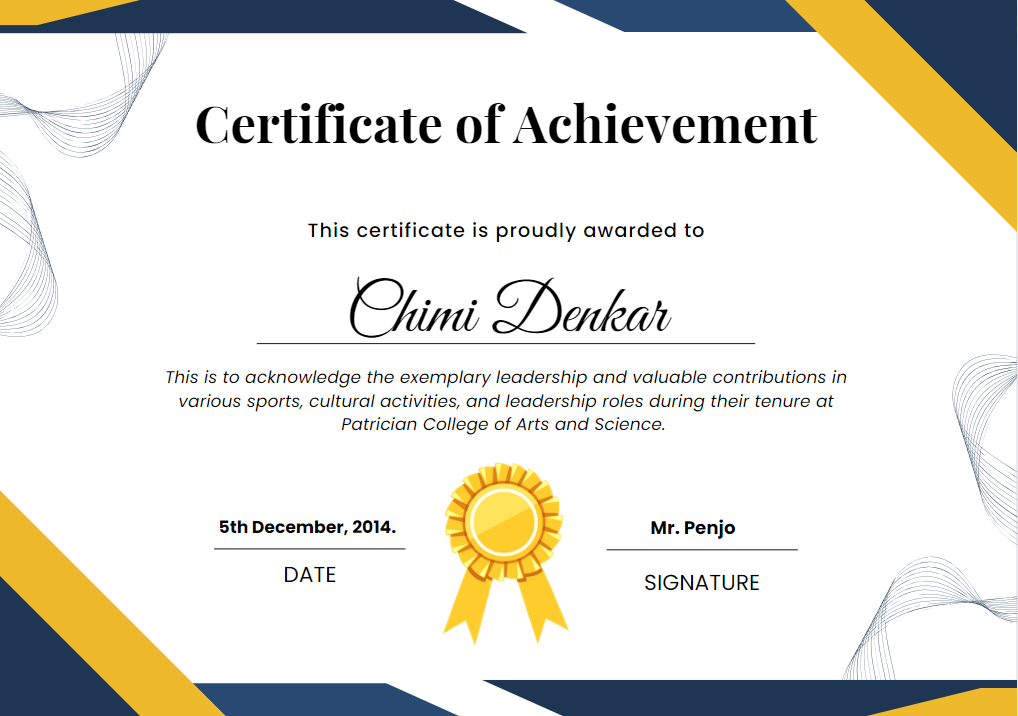 Certificate of Achievement
This certificate is proudly awarded to
Chimi Denkar
This is to acknowledge the exemplary leadership and valuable contributions in
various sports, cultural activities, and leadership roles during their tenure at
Patrician College of Arts and Science.
5th December, 2014.
DATE
Mr. Penjo
SIGNATURE